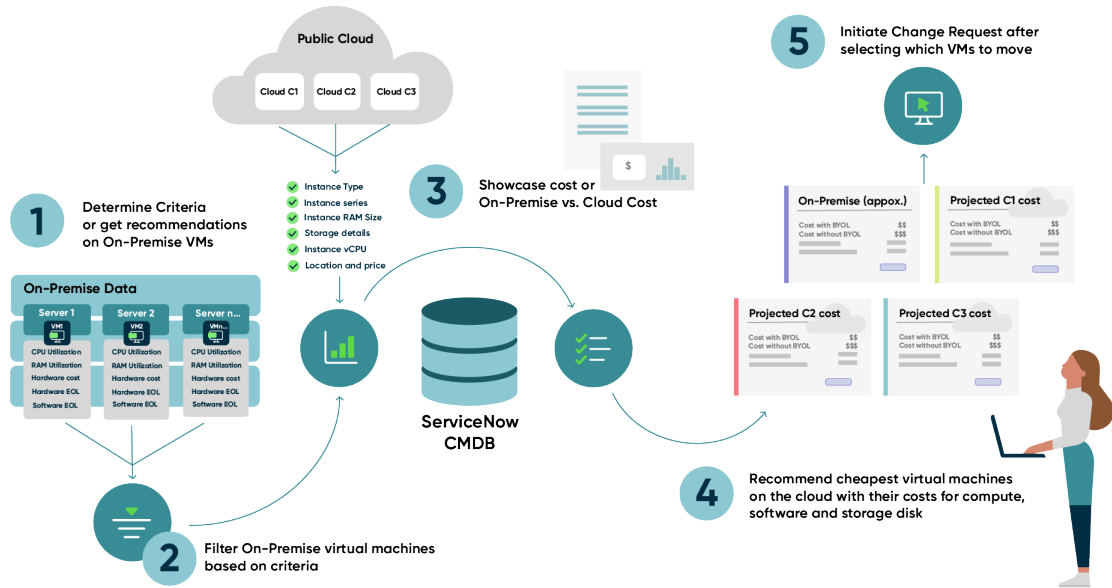 Public Cloud
Cloud C1
Cloud C2
Cloud C3
Instance Type
Instance series
Instance RAM Size
Storage details
Instance vCPU
Location and price
1
Determine Criteria
or get recommendations
on On-Premise VMs
On-Premise Data
Server 1
VM1
CPU Utilization
RAM Utilization
Hardware cost
Hardware EOL
Software EOL
Server 2
VM2
CPU Utilization
RAM Utilization
Hardware cost
Hardware EOL
Software EOL
Server n...
VMn...
CPU Utilization
RAM Utilization
Hardware cost
Hardware EOL
Software EOL
2
Filter On-Premise virtual machines
based on criteria
3
Showcase cost or
On-Premise vs. Cloud Cost
$
ServiceNow
CMDB
4
Recommend cheapest virtual machines
on the cloud with their costs for compute,
software and storage disk
On-Premise (appox.)
Cost with BYOL $$
Cost without BYOL $$$
Projected C1 cost
Cost with BYOL $$
Cost without BYOL $$$
Projected C2 cost
Cost with BYOL $$
Cost without BYOL $$$
Projected C3 cost
Cost with BYOL $$
Cost without BYOL $$$
5
Initiate Change Request after
selecting which VMs to move